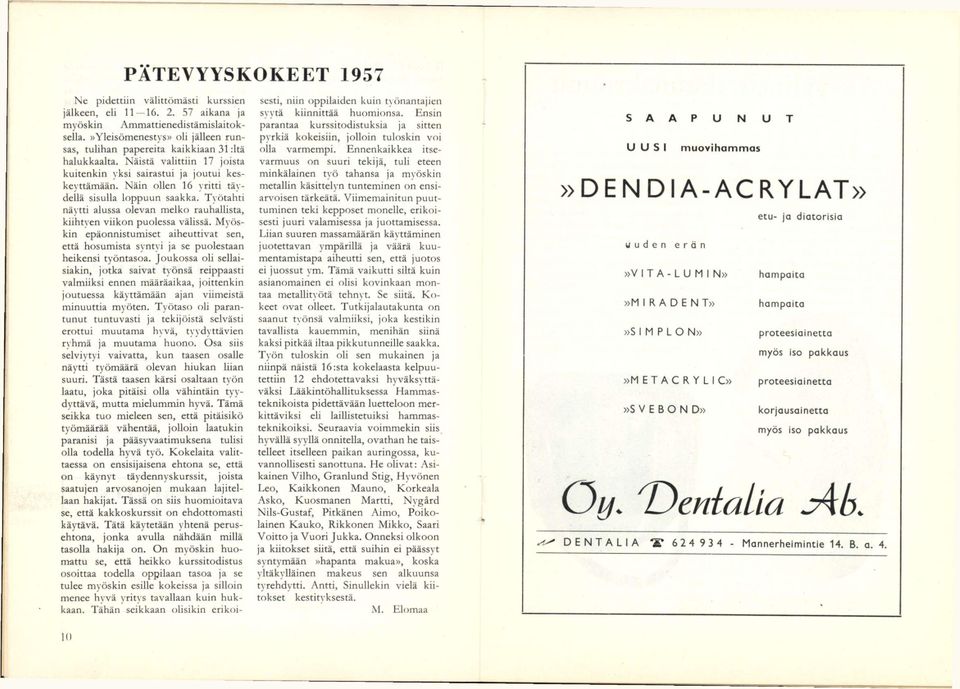 PÄTEVYYSKOKEET 1957
Ne pidettiin välittömästi kurssien
jälkeen, eli 11—16. 2. 57 aikana ja
myöskin Ammattienedistämislaitok-
sella. »Yleisömenestys» oli jälleen run-
sas, tulihan papereita kaikkiaan 31:ltä
halukkaalta. Näistä valittiin 17 joista
kuitenkin yksi sairastui ja joutui kes-
keyttämään. Näin ollen 16 yritti täy-
dellä sisulla loppuun saakka. Työtahti
näytti alussa olevan melko rauhallista,
kiihtyen viikon puolessa välissä. Myös-
kin epäonnistumiset aiheuttivat sen,
että hosumista syntyi ja se puolestaan
heikensi työntasoa. Joukossa oli sellai-
siakin, jotka saivat työnsä reippaasti
valmiiksi ennen määräaikaa, joittenkin
joutuessa käyttämään ajan viimeistä
minuuttia myöten. Työtaso oli paran-
tunut tuntuvasti ja tekijöistä selvästi
erottui muutama hyvä, tyydyttävien
ryhmä ja muutama huono. Osa siis
selviytyi vaivatta, kun taasen osalle
näytti työmäärä olevan hiukan liian
suuri. Tästä taasen kärsi osaltaan työn
laatu, joka pitäisi olla vähintäin tyy-
dyttävä, mutta mielummin hyvä. Tämä
seikka tuo mieleen sen, että pitäisikö
työmäärää vähentää, jolloin laatukin
paranisi ja pääsyvaatimuksena tulisi
olla todella hyvä työ. Kokelaita valit-
taessa on ensisijaisena ehtona se, että
on käynyt täydennyskurssit, joista
saatujen arvosanojen mukaan lajitel-
laan hakijat. Tässä on siis huomioitava
se, että kakkoskurssit on ehdottomasti
käytävä. Tätä käytetään yhtenä perus-
ehtona, jonka avulla nähdään millä
tasolla hakija on. On myöskin huo-
mattu se, että heikko kurssitodistus
osoittaa todella oppilaan tasoa ja se
tulee myöskin esille kokeissa ja silloin
menee hyvä yritys tavallaan kuin huk-
kaan. Tähän seikkaan olisikin erikoi-
sesti, niin oppilaiden kuin työnantajien
syytä kiinnittää huomionsa. Ensin
parantaa kurssitodistuksia ja sitten
pyrkiä kokeisiin, jolloin tuloskin voi
olla varmempi. Ennenkaikkea itse-
varmuus on suuri tekijä, tuli eteen
minkälainen työ tahansa ja myöskin
metallin käsittelyn tunteminen on ensi-
arvoisen tärkeätä. Viimemainitun puut-
tuminen teki kepposet monelle, erikoi-
sesti juuri valamisessa ja juottamisessa.
Liian suuren massamäärän käyttäminen
juotettavan ympärillä ja väärä kuu-
mentamistapa aiheutti sen, että juotos
ei juossut ym. Tämä vaikutti siltä kuin
asianomainen ei olisi kovinkaan mon-
taa metallityötä tehnyt. Se siitä. Ko-
keet ovat olleet. Tutkijalautakunta on
saanut työnsä valmiiksi, joka kestikin
tavallista kauemmin, menihän siinä
kaksi pitkää iltaa pikkutunneille saakka.
Työn tuloskin oli sen mukainen ja
niinpä näistä 16:sta kokelaasta kelpuu-
tettiin 12 ehdotettavaksi hyväksyttä-
väksi Lääkintöhallituksessa Hammas-
teknikoista pidettävään luetteloon mer-
kittäviksi eli laillistetuiksi hammas-
teknikoiksi. Seuraavia voimmekin siis
hyvällä syyllä onnitella, ovathan he tais-
telleet itselleen paikan auringossa, ku-
vannollisesti sanottuna. He olivat: Asi-
kainen Vilho, Granlund Stig, Hyvönen
Leo, Kaikkonen Mauno, Korkeala
Asko, Kuosmanen Martti, Nygård
Nils-Gustaf, Pitkänen Aimo, Poiko-
lainen Kauko, Rikkonen Mikko, Saari
Voitto ja Vuori Jukka. Onneksi olkoon
ja kiitokset siitä, että suihin ei päässyt
syntymään »hapanta makua», koska
yltäkylläinen makeus sen alkuunsa
tyrehdytti. Antti, Sinullekin vielä kii-
tokset kestityksestä.
M. Elomaa
10
SAAPUNUT
UUSI muovihammas
»DENDIA-ACRYLAT»
etu- ja diatorisia
uuden erän
»VITA-LUMIN» hampaita
»MIRADENT» hampaita
»SIMPLON» proteesiainetta
myös iso pakkaus
»METACRYLIC» proteesiainetta
»SVEBOND» korjausainetta
myös iso pakkaus
Oy. Dentalia Ab.
DENTALIA ☎ 624934 - Mannerheimintie 14. B. a. 4.